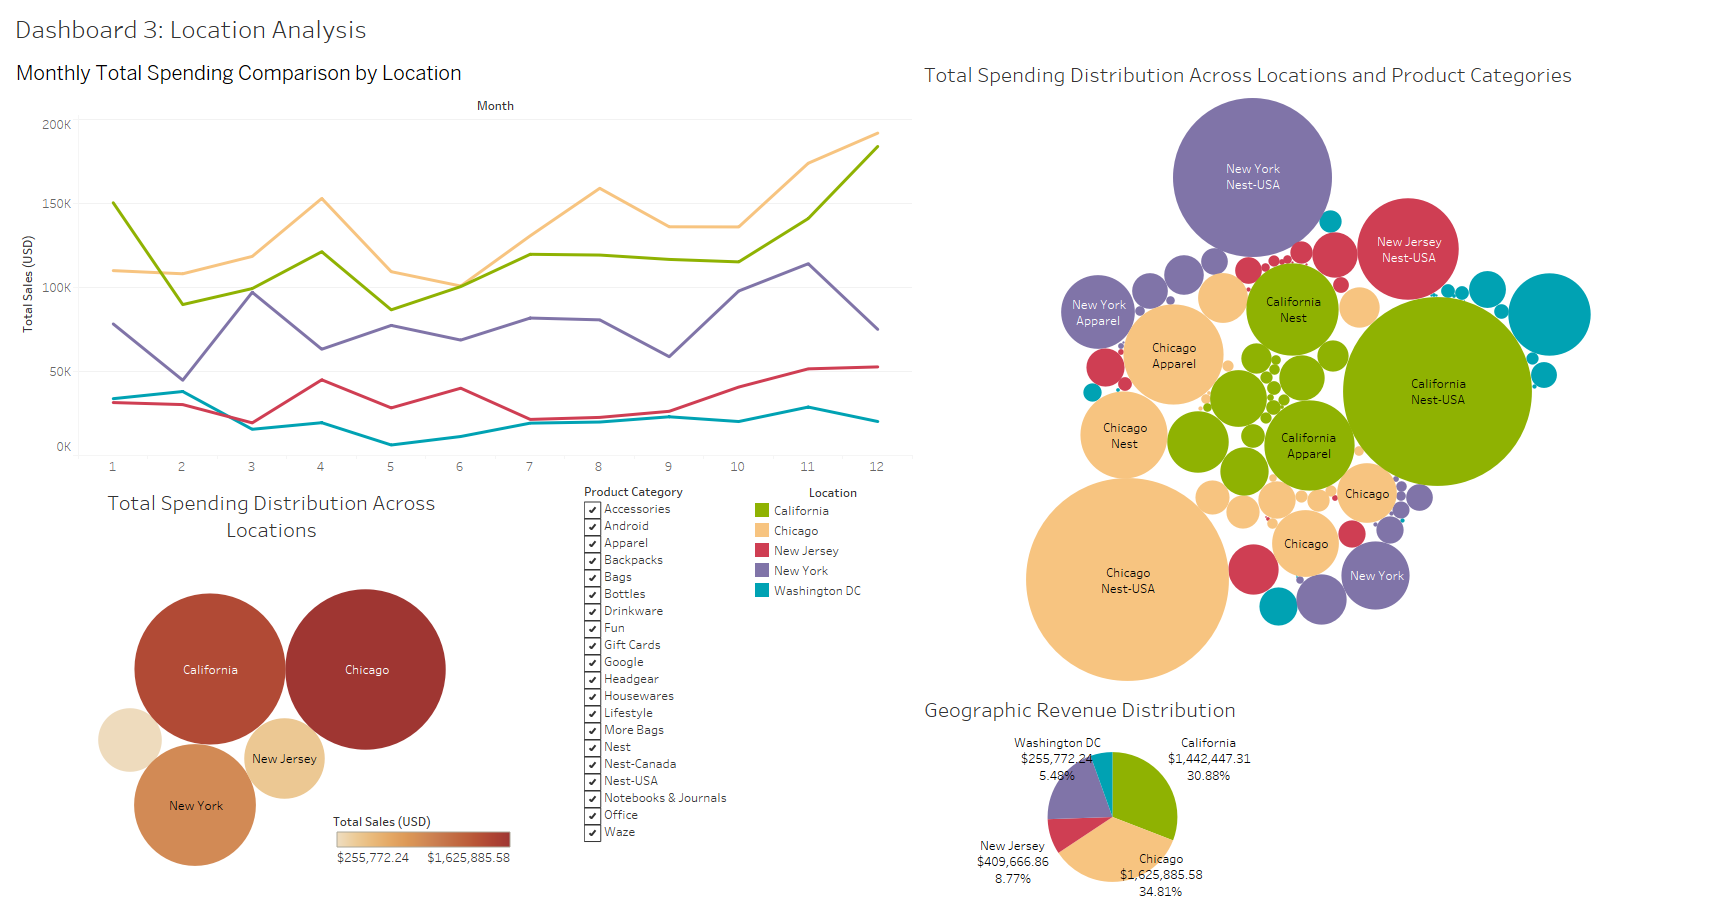 Dashboard 3: Location Analysis
Monthly Total Spending Comparison by Location
Month
200K
150K
100K
50K
0K
Total Sales (USD)
1 2 3 4 5 6 7 8 9 10 11 12
Total Spending Distribution Across
Locations
California
Chicago
New Jersey
New York
Total Sales (USD)
$255,772.24 $1,625,885.58
Product Category
Accessories
Android
Apparel
Backpacks
Bags
Bottles
Drinkware
Fun
Gift Cards
Google
Headgear
Housewares
Lifestyle
More Bags
Nest
Nest-Canada
Nest-USA
Notebooks & Journals
Office
Waze
Location
California
Chicago
New Jersey
New York
Washington DC
Total Spending Distribution Across Locations and Product Categories
New York
Nest-USA
New Jersey
Nest-USA
New York
Apparel
California
Nest
Chicago
Apparel
California
Nest-USA
Chicago
Nest
California
Apparel
Chicago
Chicago
Chicago
Nest-USA
New York
Geographic Revenue Distribution
Washington DC
$255,772.24
5.48%
California
$1,442,447.31
30.88%
New Jersey
$409,666.86
8.77%
Chicago
$1,625,885.58
34.81%